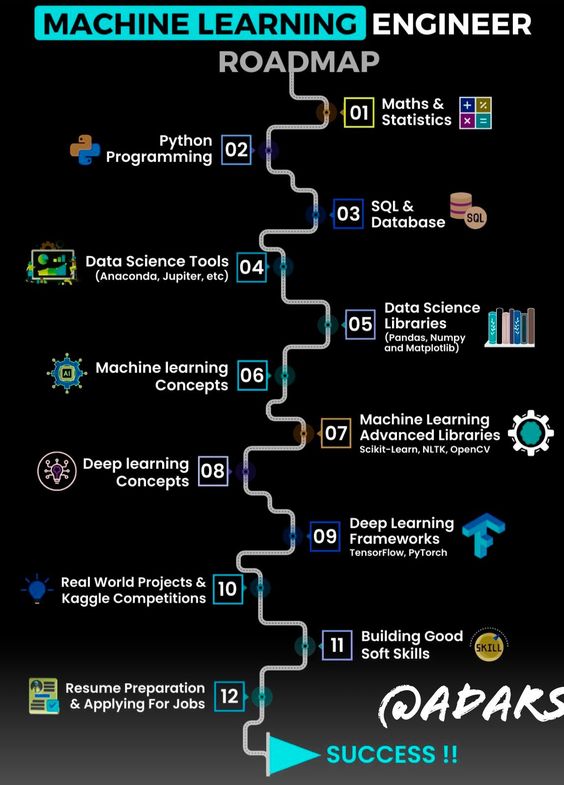 MACHINE LEARNING ENGINEER
ROADMAP
01
Maths &
Statistics
Python
Programming
02
03
SQL &
Database
SQL
Data Science Tools
(Anaconda, Jupiter, etc)
04
05
Data Science
Libraries
(Pandas, Numpy
and Matplotlib)
AI
Machine learning
Concepts
06
07
Machine Learning
Advanced Libraries
Scikit-Learn, NLTK, OpenCV
Deep learning
Concepts
08
09
Deep Learning
Frameworks
TensorFlow, PyTorch
Real World Projects &
Kaggle Competitions
10
11
Building Good
Soft Skills
SKILL
Resume Preparation
& Applying For Jobs
12
@ADARS
SUCCESS !!